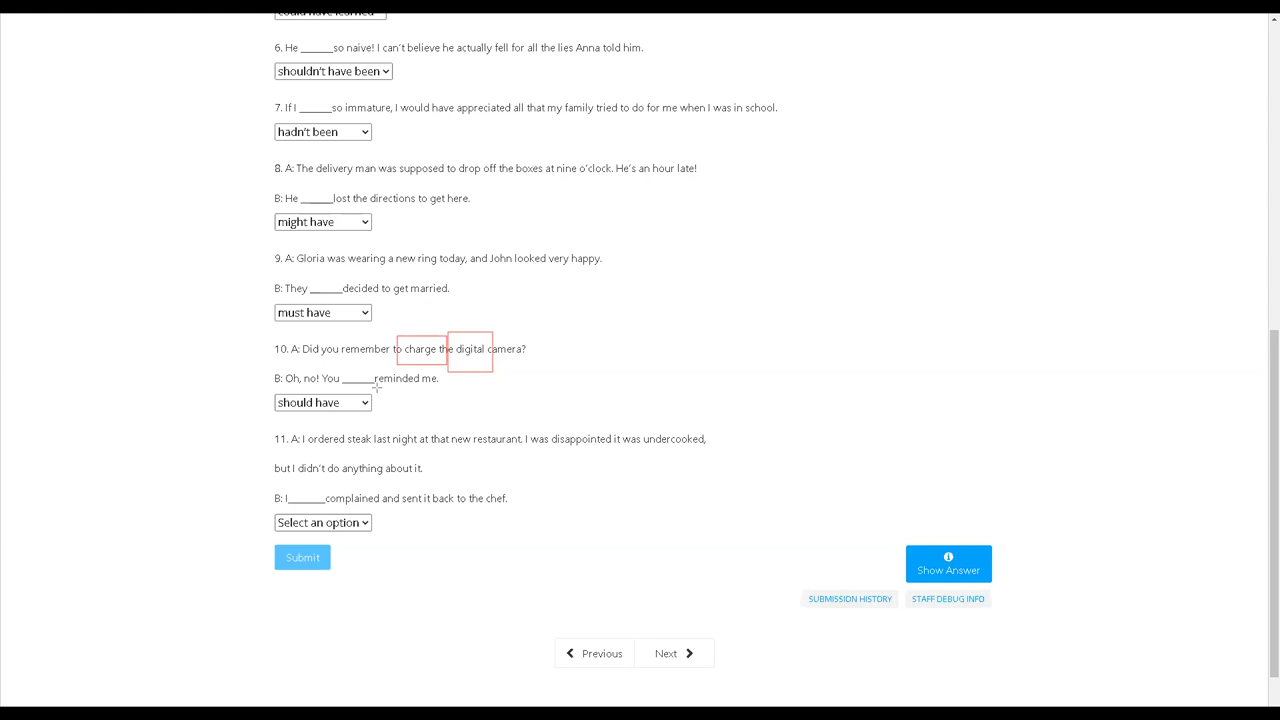 could have learned
6. He ______so naive! I can't believe he actually fell for all the lies Anna told him.
shouldn't have been
7. If I ______so immature, I would have appreciated all that my family tried to do for me when I was in school.
hadn't been
8. A: The delivery man was supposed to drop off the boxes at nine o'clock. He's an hour late!
B: He ______lost the directions to get here.
might have
9. A: Gloria was wearing a new ring today, and John looked very happy.
B: They ______decided to get married.
must have
10. A: Did you remember to charge the digital camera?
B: Oh, no! You ______reminded me.
should have
11. A: I ordered steak last night at that new restaurant. I was disappointed it was undercooked,
but I didn't do anything about it.
B: I_______complained and sent it back to the chef.
Select an option
Submit
Show Answer
SUBMISSION HISTORY STAFF DEBUG INFO
Previous Next